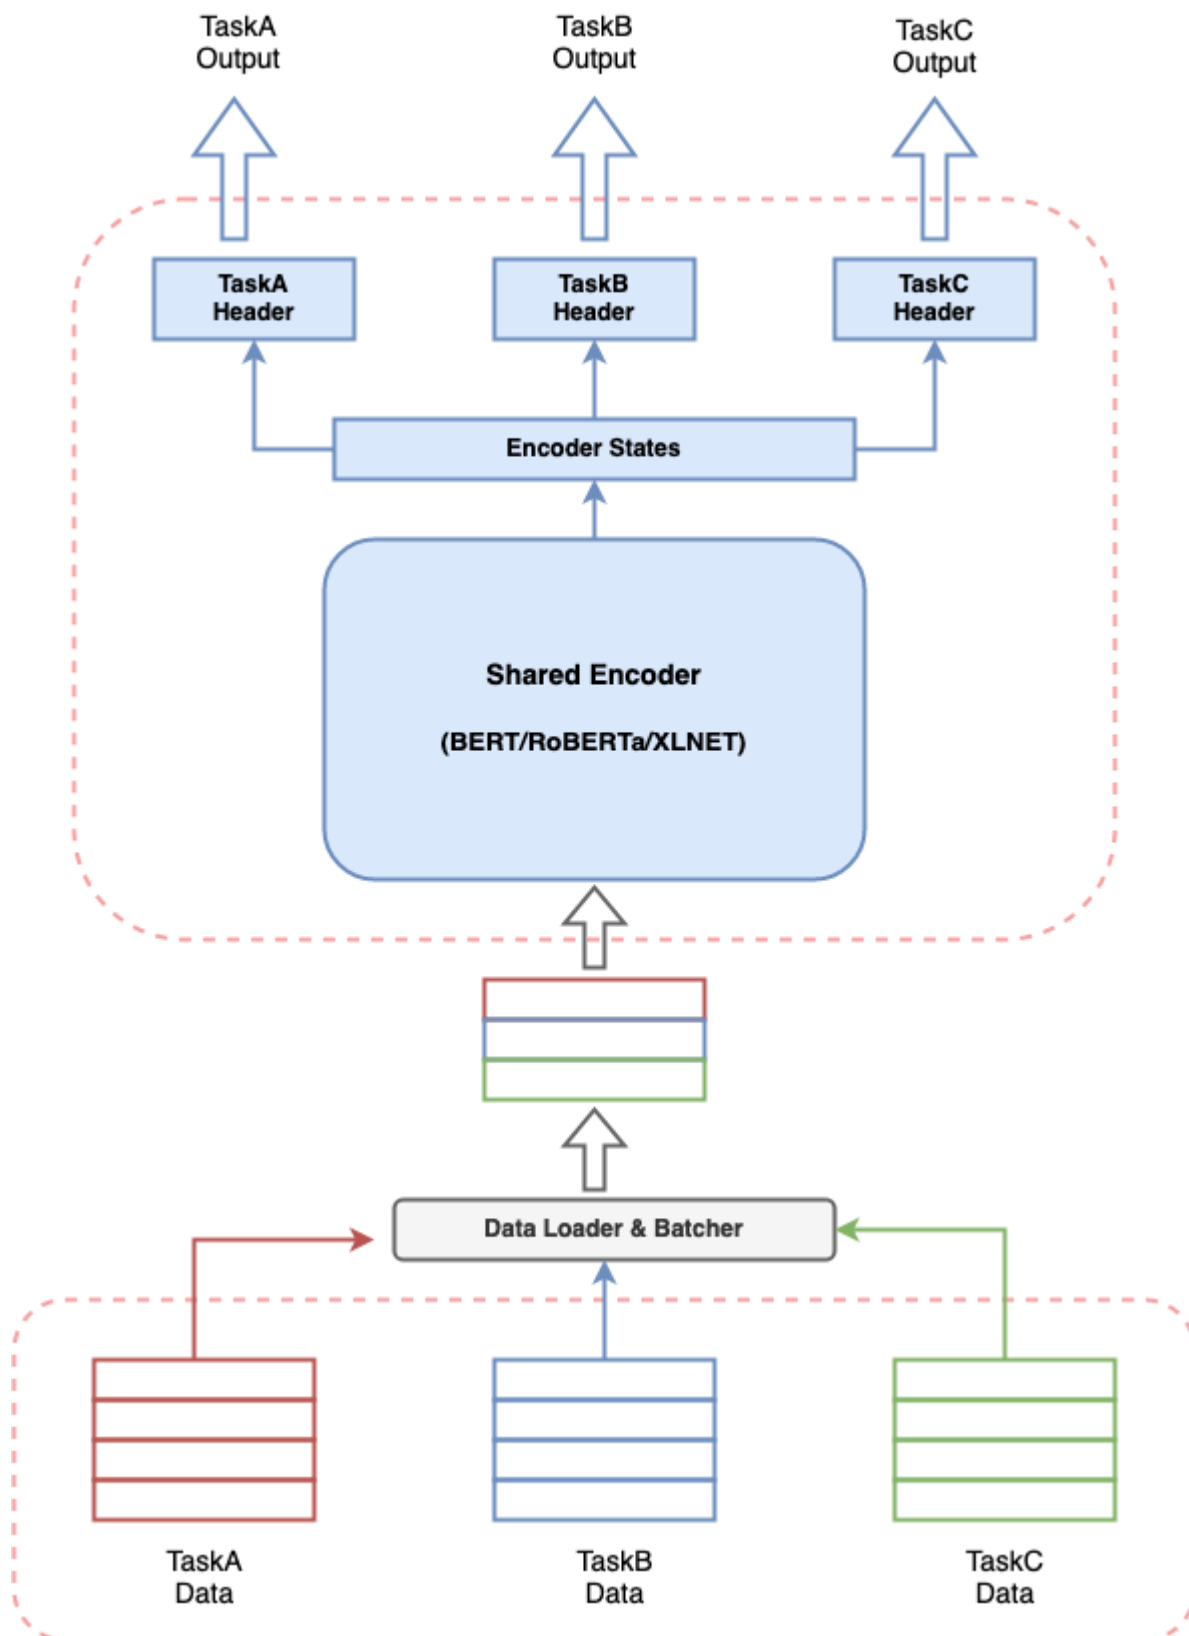 TaskA
Output
TaskB
Output
TaskC
Output
TaskA
Header
TaskB
Header
TaskC
Header
Encoder States
Shared Encoder
(BERT/RoBERTa/XLNET)
Data Loader & Batcher
TaskA
Data
TaskB
Data
TaskC
Data